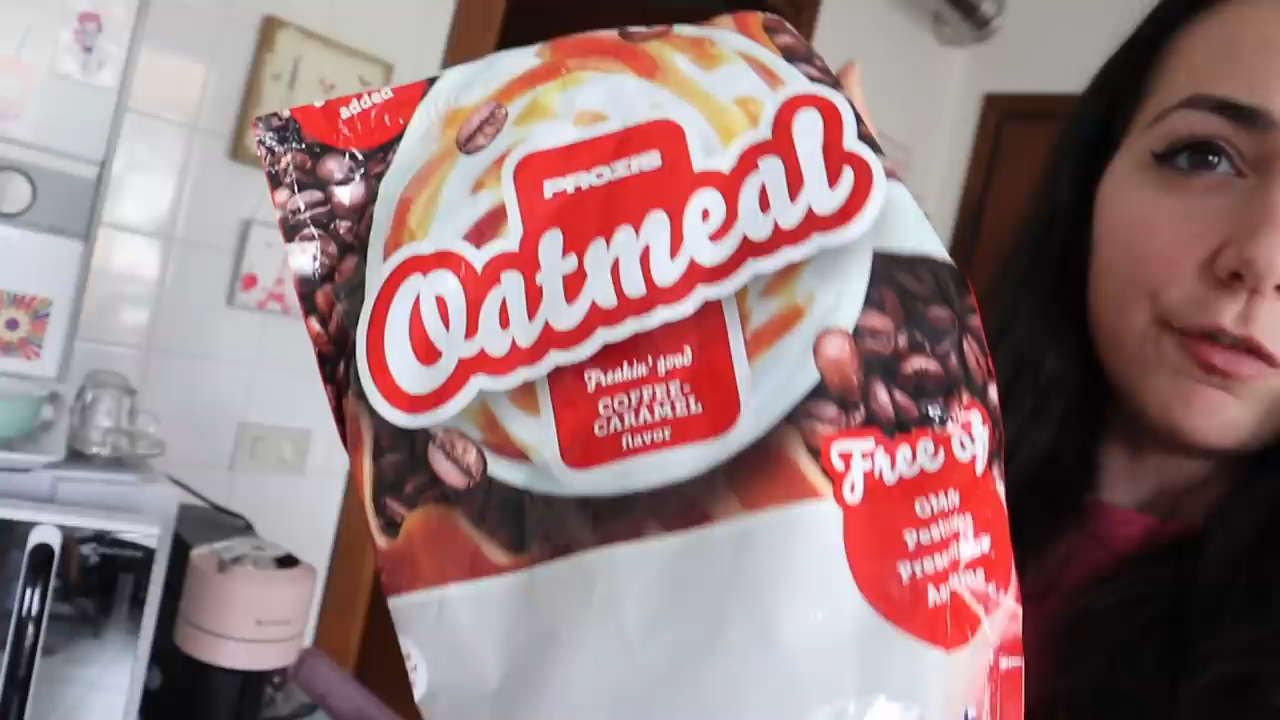 added
PROZIS
Oatmeal
Freakin' good
COFFEE-
CARAMEL
flavor
Free of
GMO